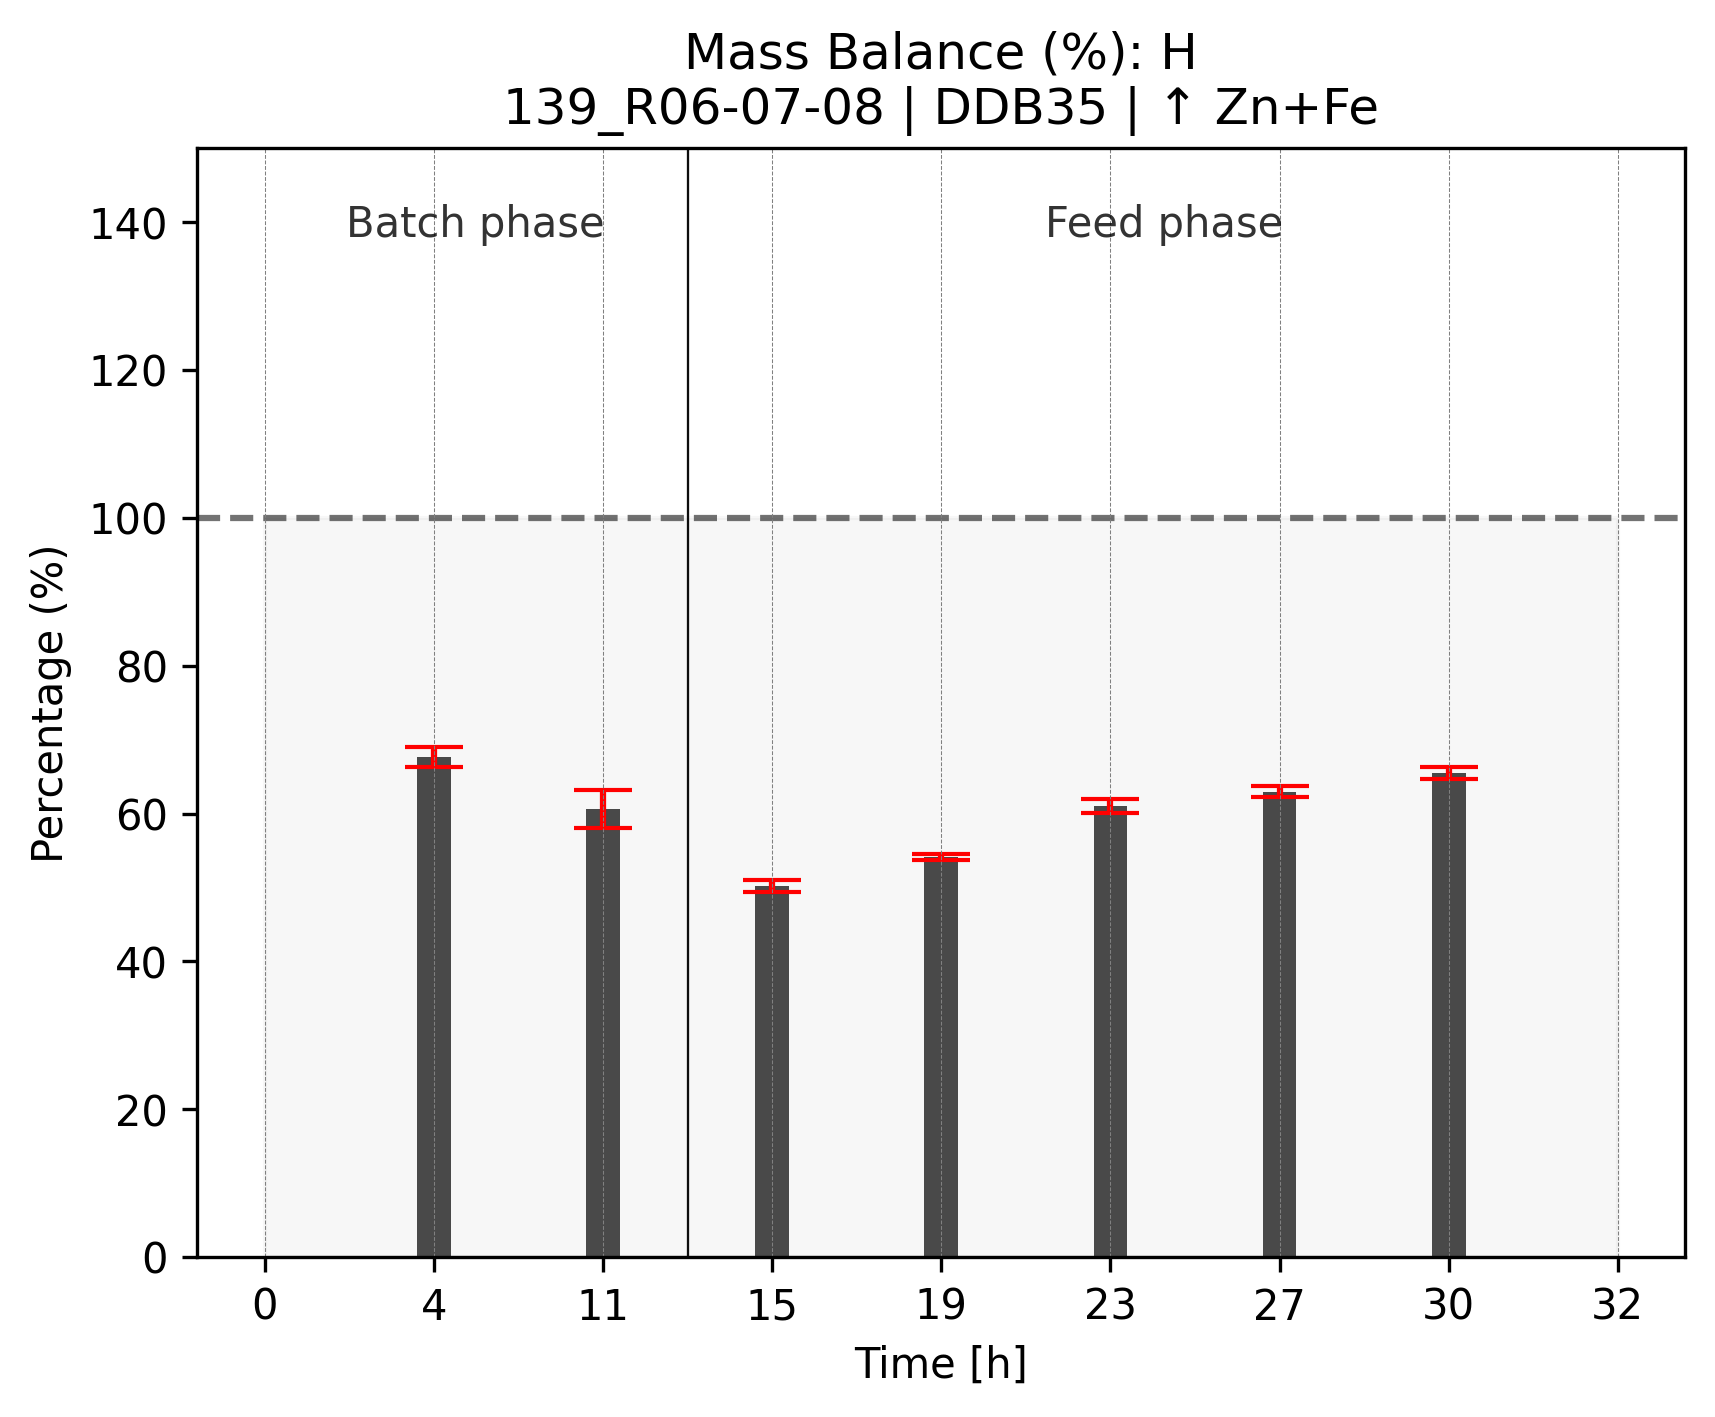 Mass Balance (%): H
139_R06-07-08 | DDB35 | ↑ Zn+Fe
Batch phase
Feed phase
140
120
100
80
60
40
20
0
Percentage (%)
0 4 11 15 19 23 27 30 32
Time [h]